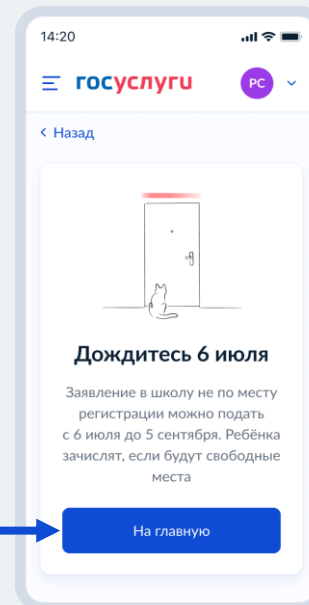 14:20
госуслуги
РС
Назад
Дождитесь 6 июля
Заявление в школу не по месту
регистрации можно подать
с 6 июля до 5 сентября. Ребёнка
зачислят, если будут свободные
места
На главную